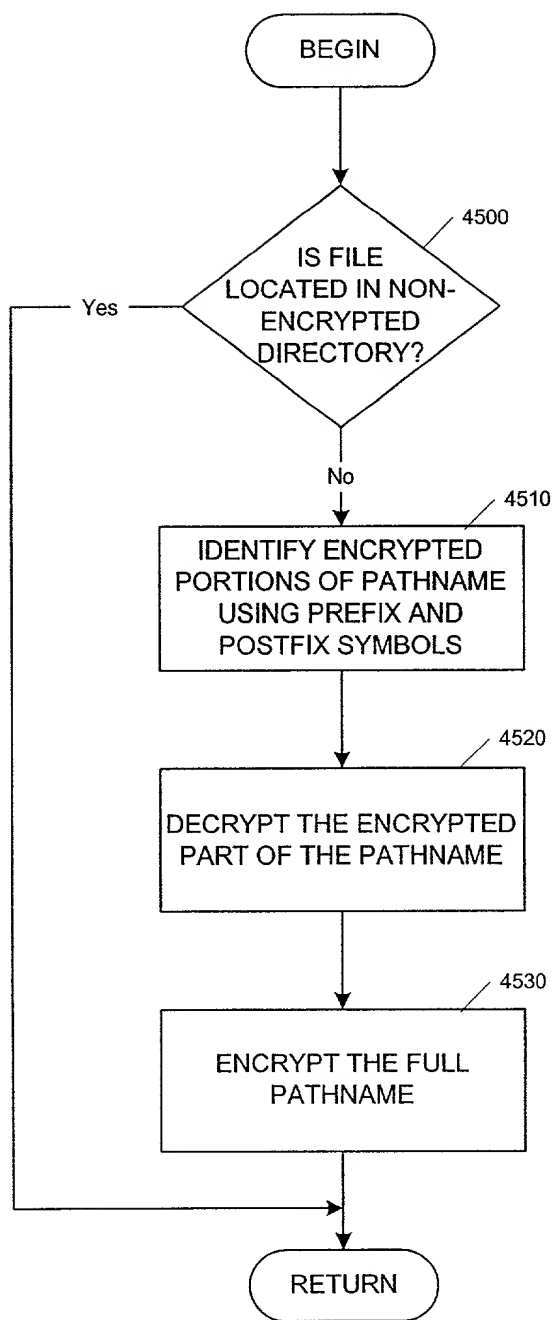 BEGIN
4500
IS FILE
LOCATED IN NON-
ENCRYPTED
DIRECTORY?
Yes
No
4510
IDENTIFY ENCRYPTED
PORTIONS OF PATHNAME
USING PREFIX AND
POSTFIX SYMBOLS
4520
DECRYPT THE ENCRYPTED
PART OF THE PATHNAME
4530
ENCRYPT THE FULL
PATHNAME
RETURN